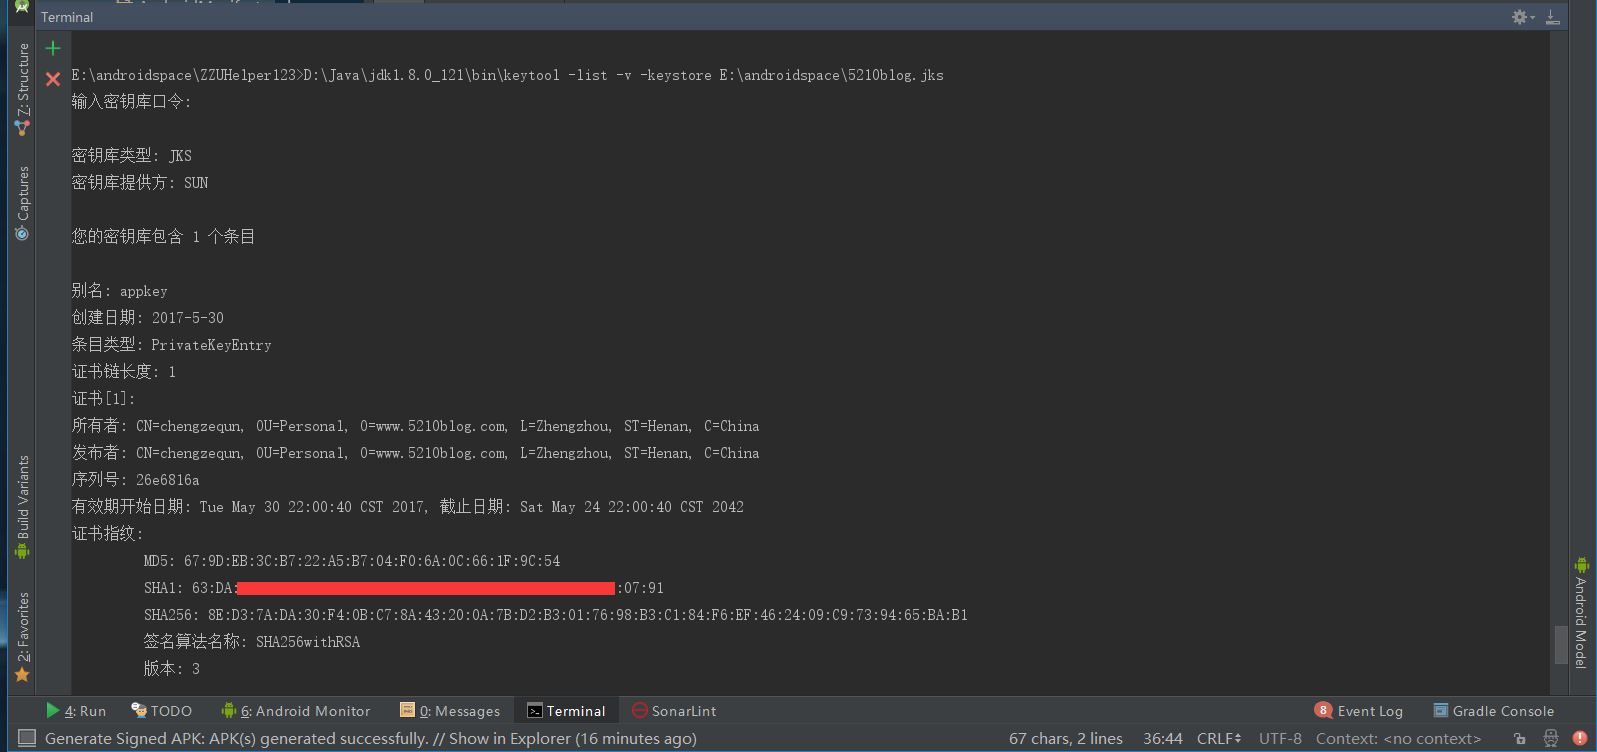 Terminal
7: Structure
Captures
Build Variants
2: Favorites
E:\androidspace\ZZUHelper123>D:\Java\jdk1.8.0_121\bin\keytool -list -v -keystore E:\androidspace\5210blog.jks
输入密钥库口令:
密钥库类型: JKS
密钥库提供方: SUN
您的密钥库包含 1 个条目
别名: appkey
创建日期: 2017-5-30
条目类型: PrivateKeyEntry
证书链长度: 1
证书[1]:
所有者: CN=chengzequn, OU=Personal, O=www.5210blog.com, L=Zhengzhou, ST=Henan, C=China
发布者: CN=chengzequn, OU=Personal, O=www.5210blog.com, L=Zhengzhou, ST=Henan, C=China
序列号: 26e6816a
有效期开始日期: Tue May 30 22:00:40 CST 2017, 截止日期: Sat May 24 22:00:40 CST 2042
证书指纹:
MD5: 67:9D:EB:3C:B7:22:A5:B7:04:F0:6A:0C:66:1F:9C:54
SHA1: 63:DA: :07:91
SHA256: 8E:D3:7A:DA:30:F4:0B:C7:8A:43:20:0A:7B:D2:B3:01:76:98:B3:C1:84:F6:EF:46:24:09:C9:73:94:65:BA:B1
签名算法名称: SHA256withRSA
版本: 3
Android Model
4: Run TODO 6: Android Monitor 0: Messages Terminal SonarLint 8 Event Log Gradle Console
Generate Signed APK: APK(s) generated successfully. // Show in Explorer (16 minutes ago) 67 chars, 2 lines 36:44 CRLF UTF-8 Context: <no context>